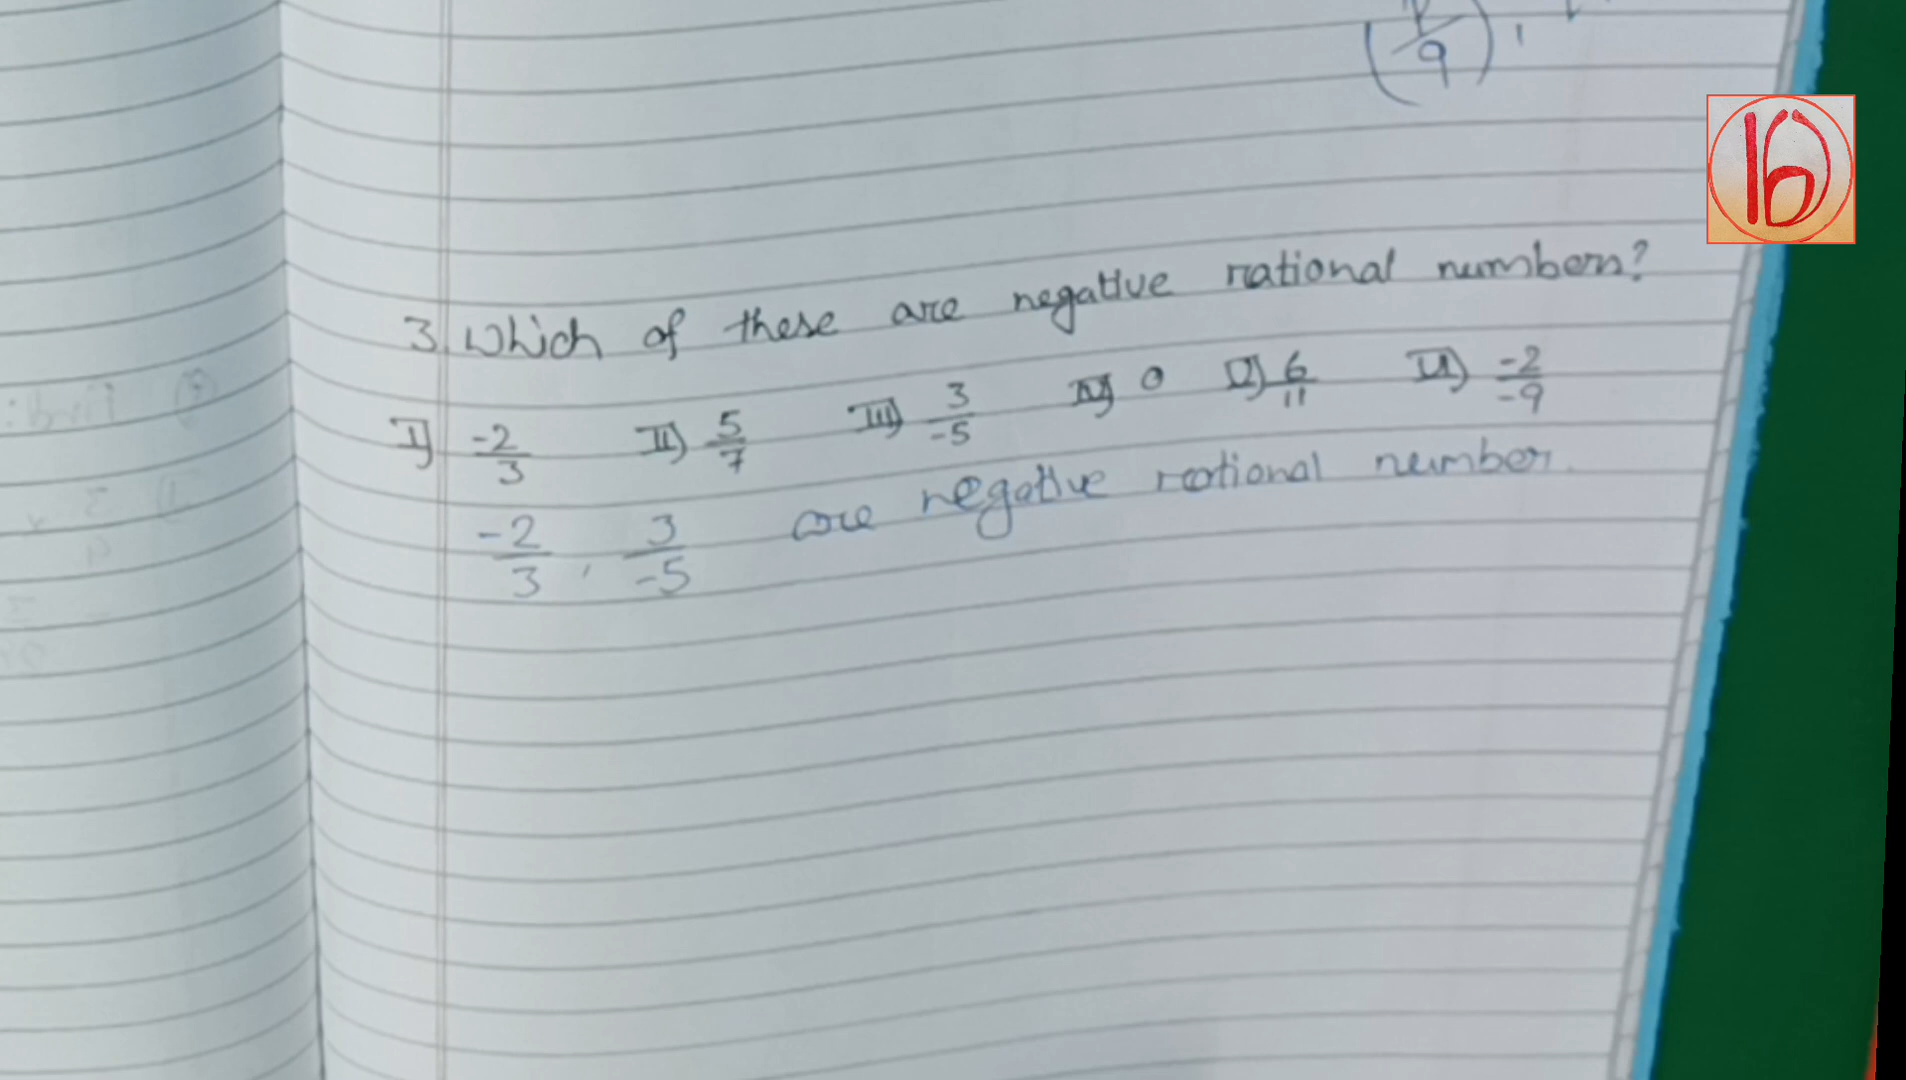 (p/q),
3 Which of these are negative rational numbers?
I) -2/3 II) 5/7 III) 3/-5 IV) 0 V) 6/11 VI) -2/-9
-2/3 , 3/-5 are negative rational number.